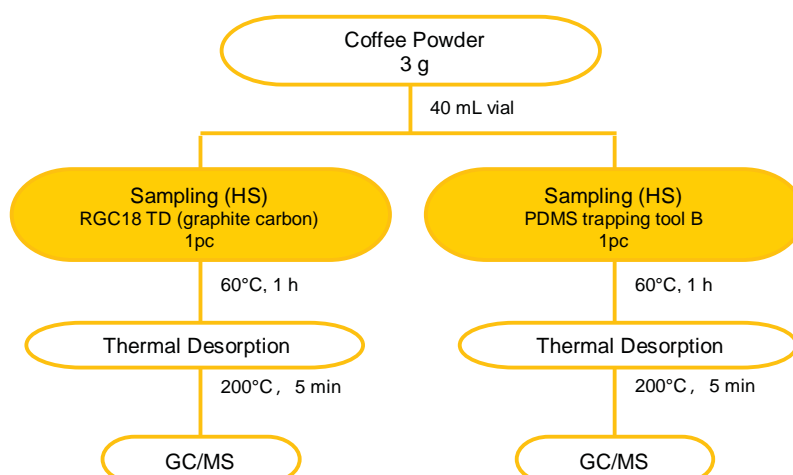 Coffee Powder
3 g
40 mL vial
Sampling (HS)
RGC18 TD (graphite carbon)
1pc
60°C, 1 h
Thermal Desorption
200°C， 5 min
GC/MS
Sampling (HS)
PDMS trapping tool B
1pc
60°C, 1 h
Thermal Desorption
200°C， 5 min
GC/MS